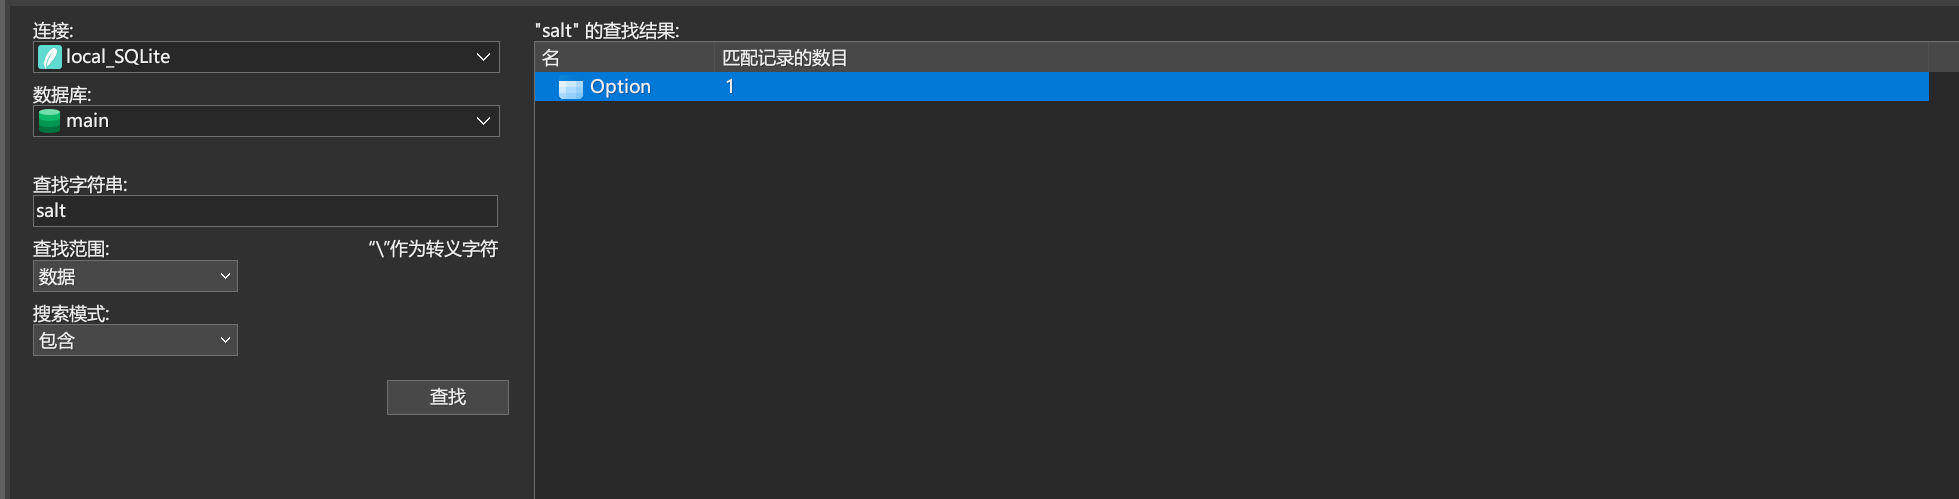 连接:
local_SQLite
数据库:
main
查找字符串:
salt
查找范围:
“\”作为转义字符
数据
搜索模式:
包含
查找
"salt" 的查找结果:
名 匹配记录的数目
Option 1